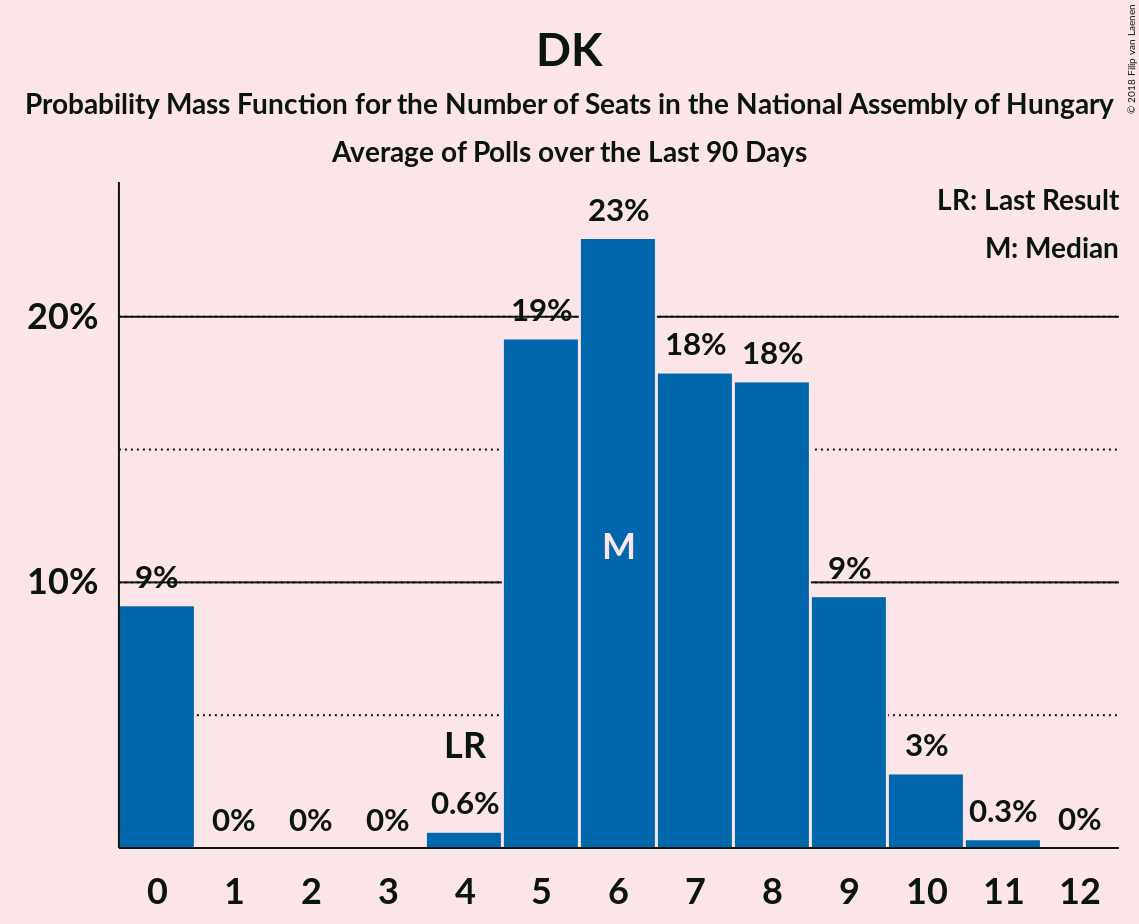 DK
Probability Mass Function for the Number of Seats in the National Assembly of Hungary
Average of Polls over the Last 90 Days
© 2018 Filip van Laenen
LR: Last Result
M: Median
20%
10%
9%
0%
0%
0%
LR
0.6%
19%
23%
M
18%
18%
9%
3%
0.3%
0%
0 1 2 3 4 5 6 7 8 9 10 11 12